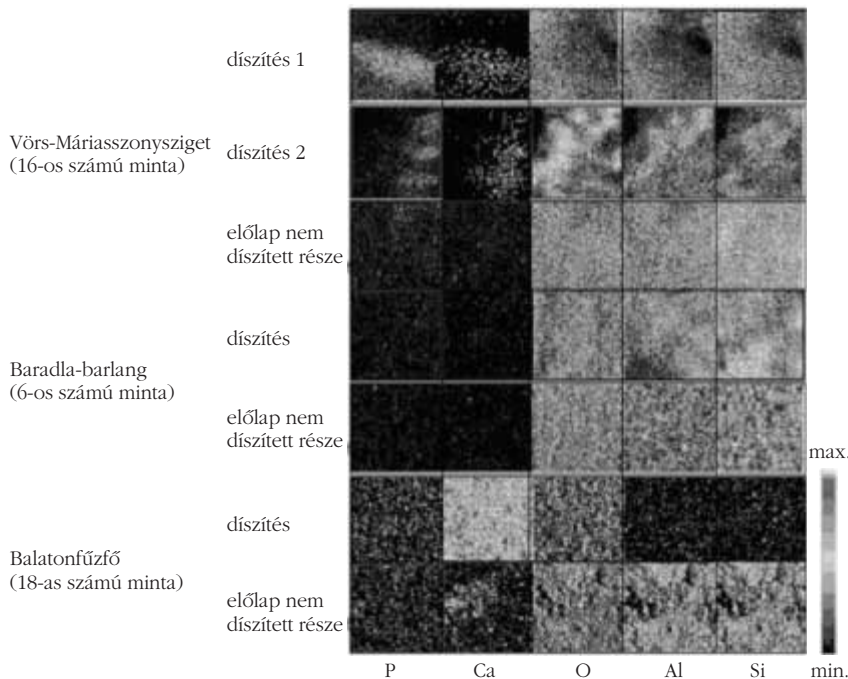 díszítés 1
Vörs-Máriasszonysziget
(16-os számú minta)
díszítés 2
előlap nem
díszített része
Baradla-barlang
(6-os számú minta)
díszítés
előlap nem
díszített része
Balatonfűzfő
(18-as számú minta)
díszítés
előlap nem
díszített része
max.
min.
P Ca O Al Si